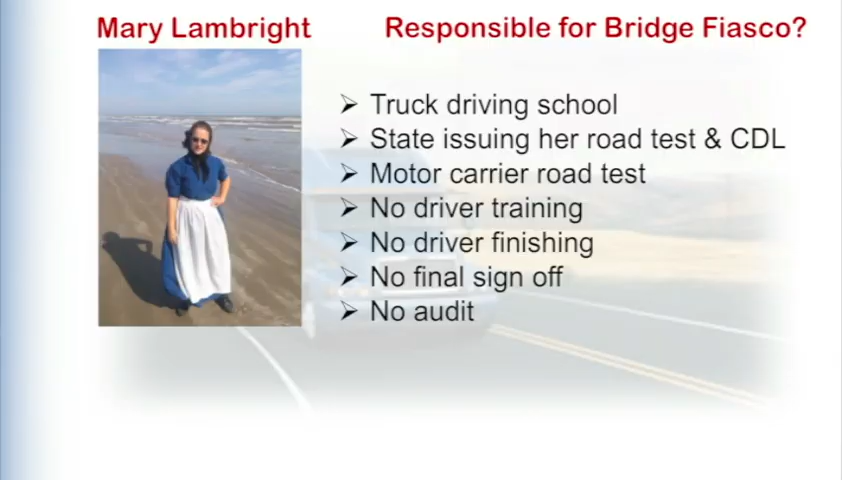 Mary Lambright
Responsible for Bridge Fiasco?
➢ Truck driving school
➢ State issuing her road test & CDL
➢ Motor carrier road test
➢ No driver training
➢ No driver finishing
➢ No final sign off
➢ No audit